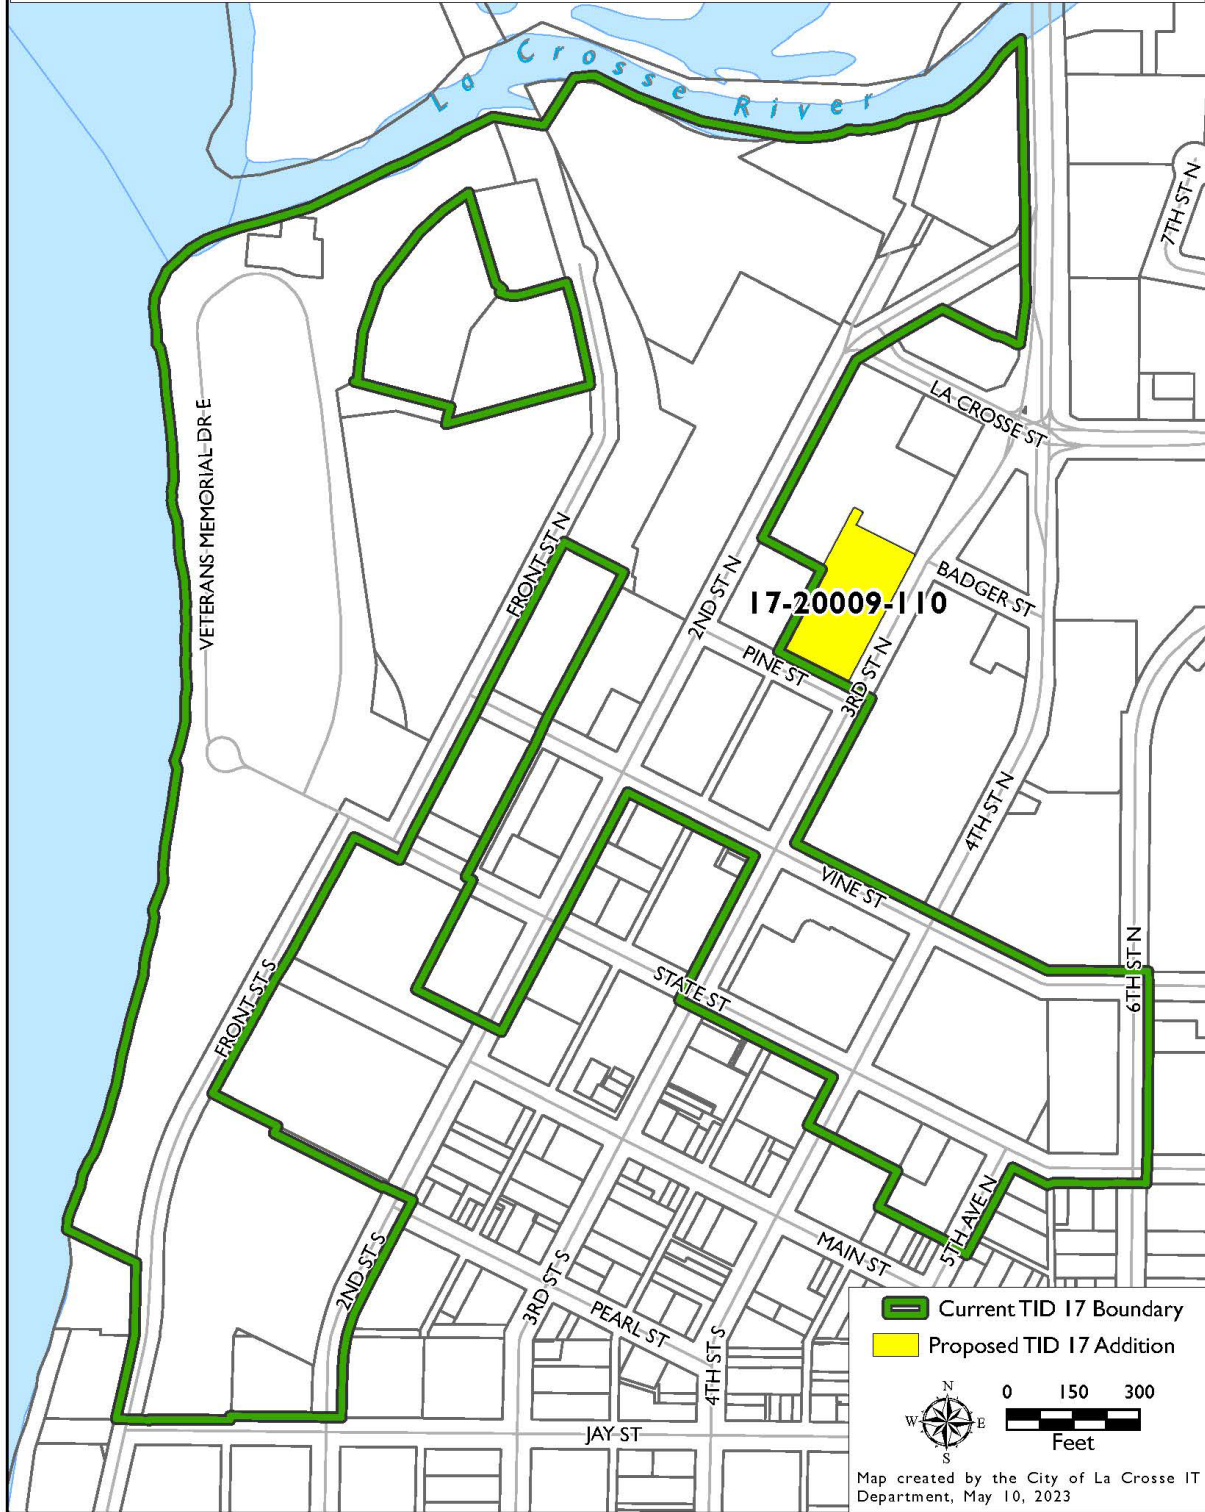 La Crosse River
7TH ST N
LA CROSSE ST
VETERANS MEMORIAL DR E
FRONT ST N
2ND ST N
BADGER ST
17-20009-110
PINE ST
3RD ST N
4TH ST N
VINE ST
6TH ST N
STATE ST
FRONT ST S
5TH AVE N
MAIN ST
2ND ST S
3RD ST S
PEARL ST
4TH ST S
JAY ST
Current TID 17 Boundary
Proposed TID 17 Addition
N
W E
S
0 150 300
Feet
Map created by the City of La Crosse IT
Department, May 10, 2023